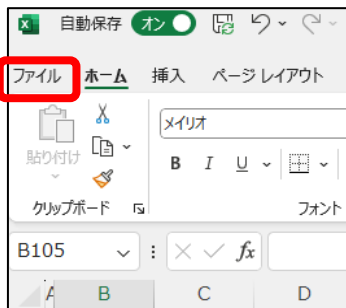 自動保存 オン
ファイル ホーム 挿入 ページ レイアウト
メイリオ
貼り付け
B I U
クリップボード フォント
B105 fx
A B C D